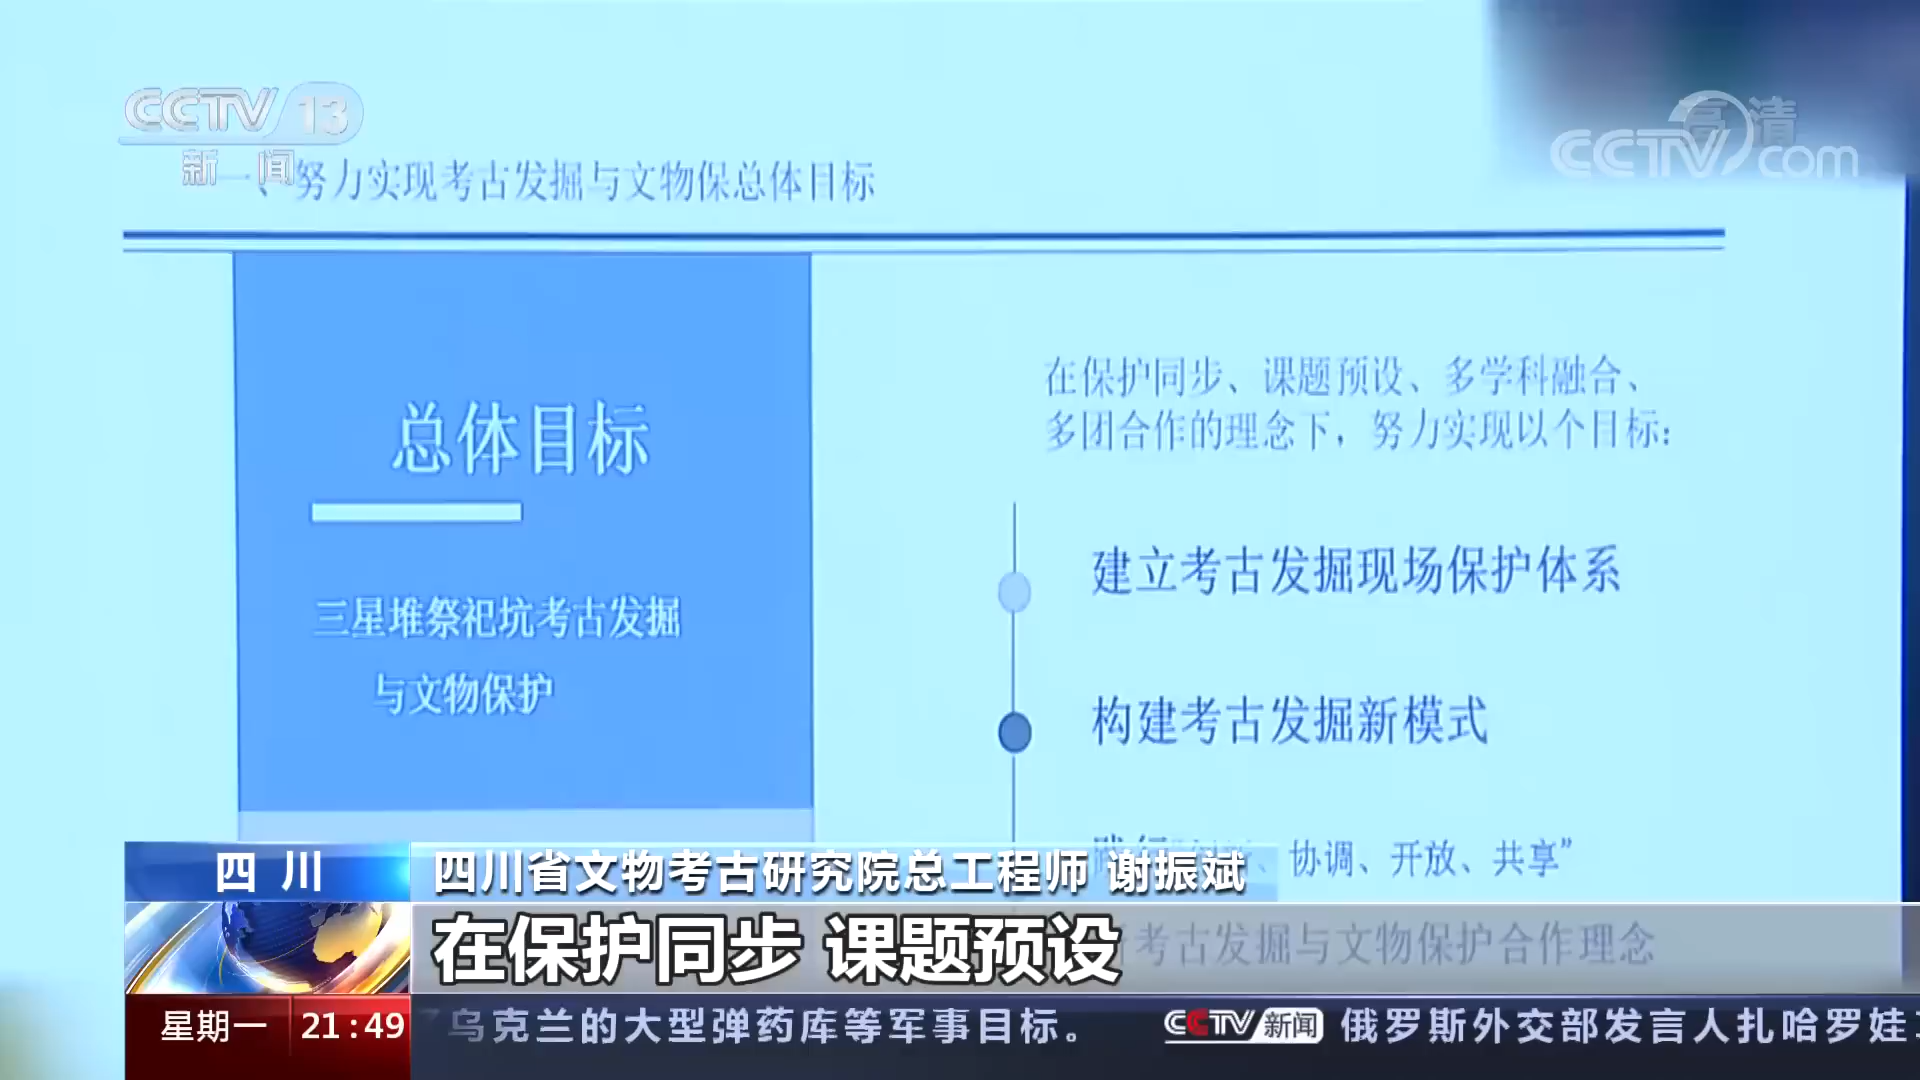 CCTV 13
新闻
高清
CCTV.com
一、努力实现考古发掘与文物保总体目标
总体目标
三星堆祭祀坑考古发掘
与文物保护
在保护同步、课题预设、多学科融合、
多团合作的理念下，努力实现以个目标：
建立考古发掘现场保护体系
构建考古发掘新模式
、协调、开放、共享”
考古发掘与文物保护合作理念
四川
四川省文物考古研究院总工程师 谢振斌
在保护同步 课题预设
星期一 21:49
乌克兰的大型弹药库等军事目标。 CCTV 新闻 俄罗斯外交部发言人扎哈罗娃